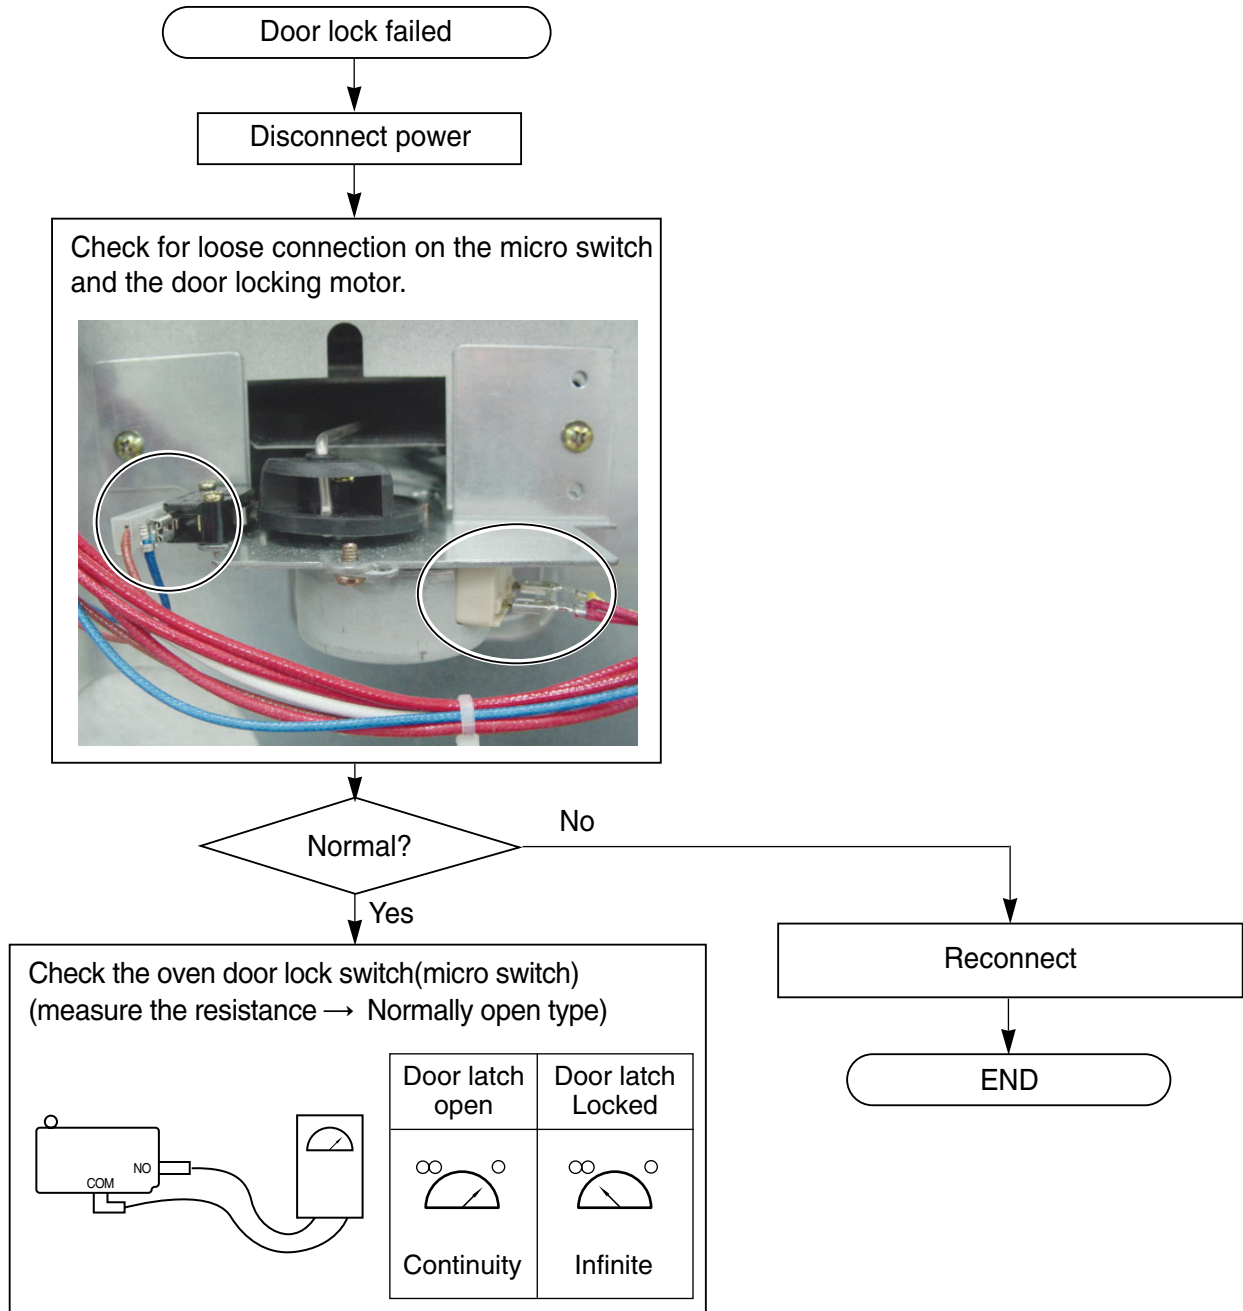 Door lock failed
Disconnect power
Check for loose connection on the micro switch
and the door locking motor.
Normal?
No
Yes
Reconnect
END
Check the oven door lock switch(micro switch)
(measure the resistance → Normally open type)
NO
COM
Door latch
open
Door latch
Locked
Continuity
Infinite